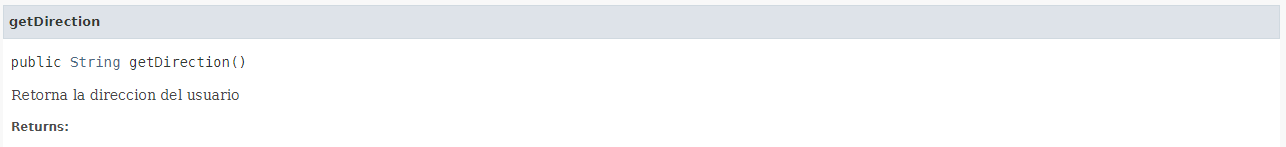 getDirection
public String getDirection()
Retorna la direccion del usuario
Returns: